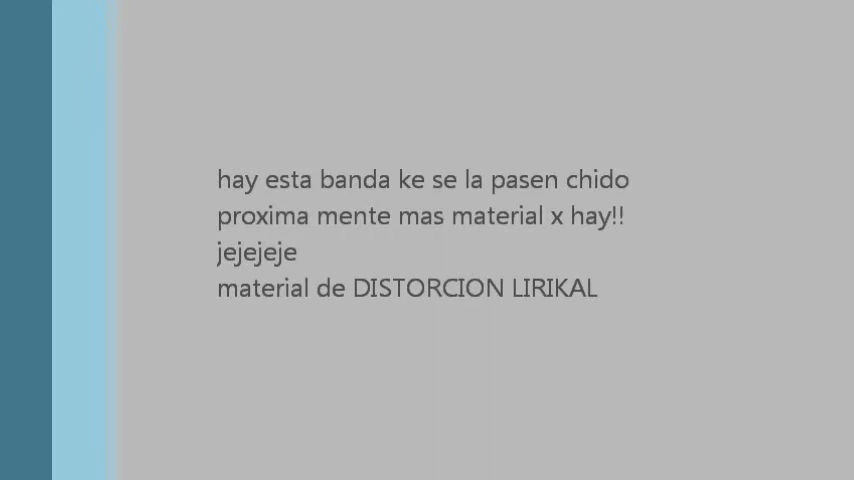 hay esta banda ke se la pasen chido
proxima mente mas material x hay!!
jejejeje
material de DISTORCION LIRIKAL